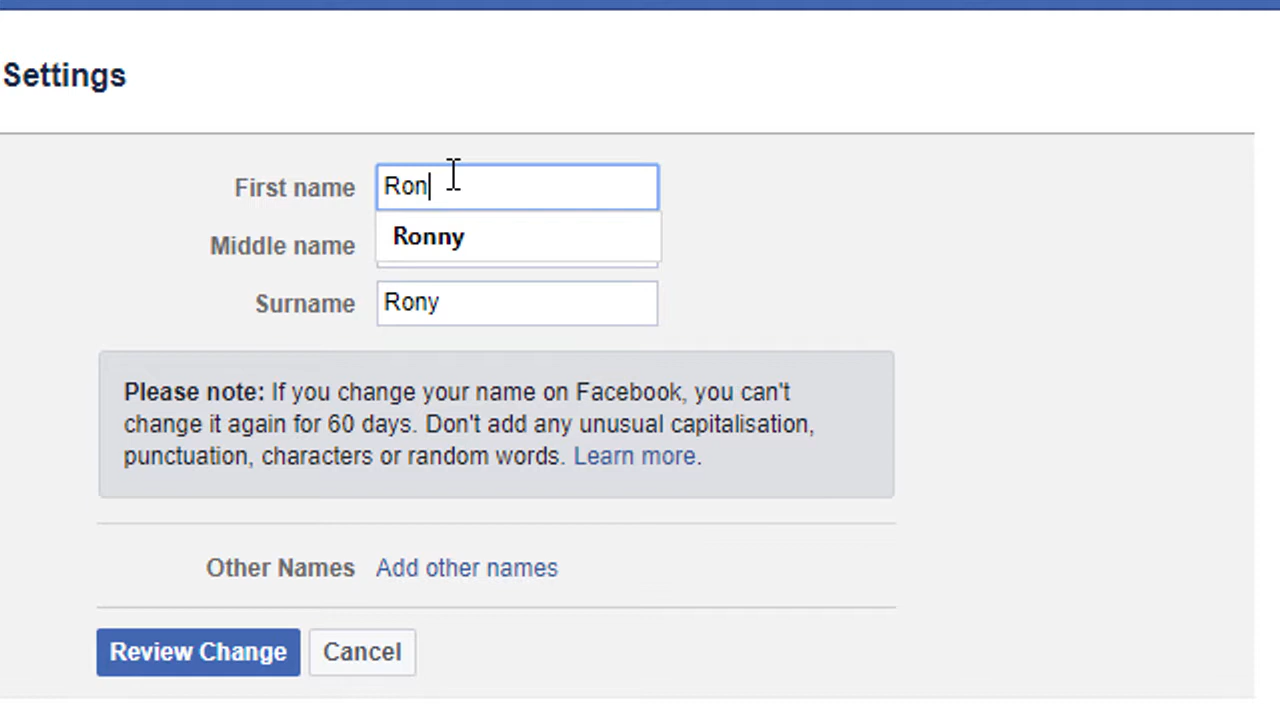 Settings
First name Ron
Ronny
Middle name
Surname Rony
Please note: If you change your name on Facebook, you can't
change it again for 60 days. Don't add any unusual capitalisation,
punctuation, characters or random words. Learn more.
Other Names Add other names
Review Change Cancel